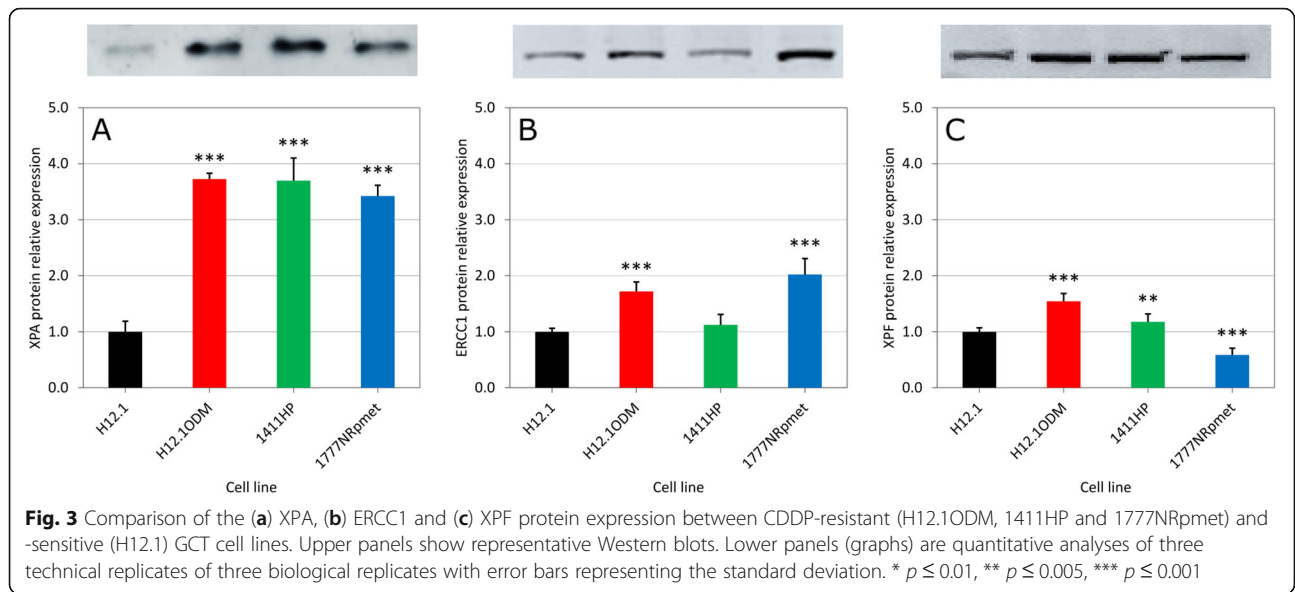 A
XPA protein relative expression
5.0
4.0
3.0
2.0
1.0
0.0
***
***
***
H12.1
H12.1ODM
1411HP
1777NRpmet
Cell line
B
ERCC1 protein relative expression
5.0
4.0
3.0
2.0
1.0
0.0
***
***
H12.1
H12.1ODM
1411HP
1777NRpmet
Cell line
C
XPF protein relative expression
5.0
4.0
3.0
2.0
1.0
0.0
***
**
***
H12.1
H12.1ODM
1411HP
1777NRpmet
Cell line
Fig. 3 Comparison of the (a) XPA, (b) ERCC1 and (c) XPF protein expression between CDDP-resistant (H12.1ODM, 1411HP and 1777NRpmet) and
-sensitive (H12.1) GCT cell lines. Upper panels show representative Western blots. Lower panels (graphs) are quantitative analyses of three
technical replicates of three biological replicates with error bars representing the standard deviation. * p ≤ 0.01, ** p ≤ 0.005, *** p ≤ 0.001